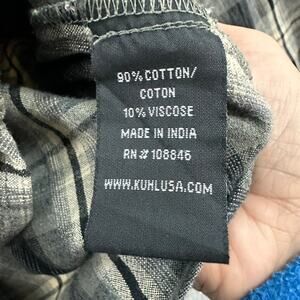 90% COTTON/
COTON
10% VISCOSE
MADE IN INDIA
RN# 108846
WWW.KUHLUSA.COM